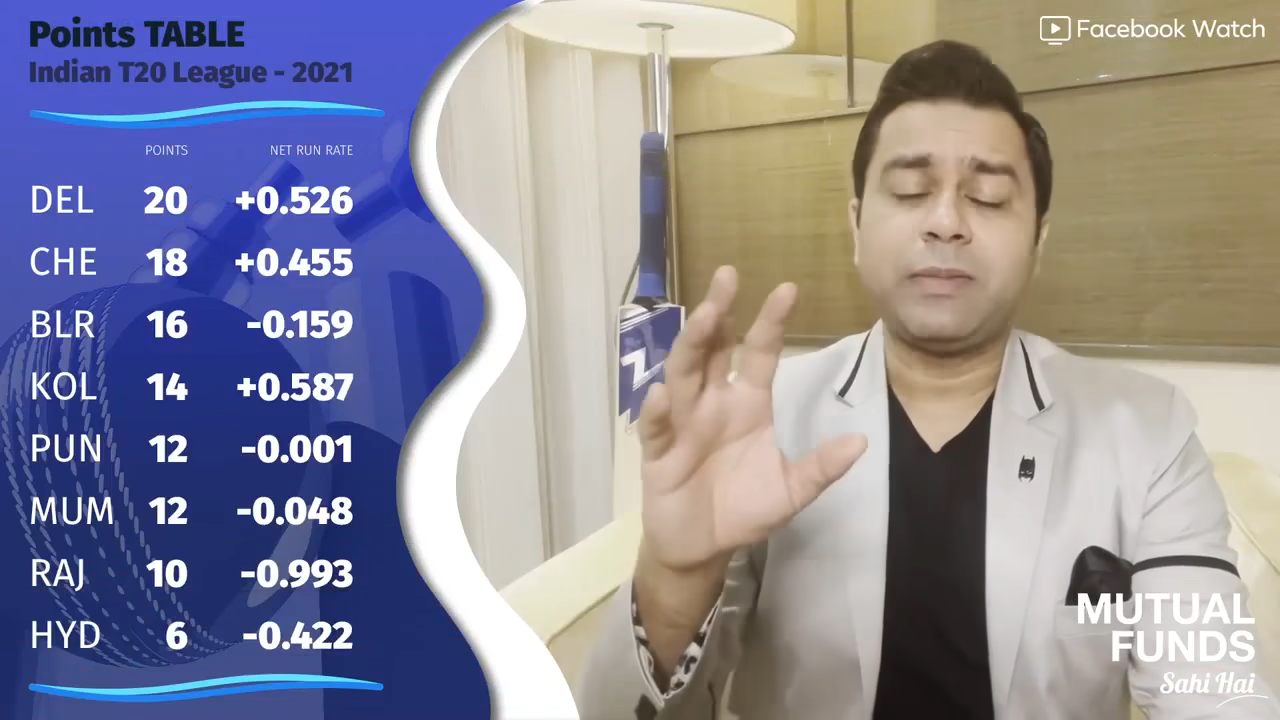 Points TABLE
Indian T20 League - 2021
POINTS NET RUN RATE
DEL 20 +0.526
CHE 18 +0.455
BLR 16 -0.159
KOL 14 +0.587
PUN 12 -0.001
MUM 12 -0.048
RAJ 10 -0.993
HYD 6 -0.422
Facebook Watch
MUTUAL
FUNDS
Sahi Hai